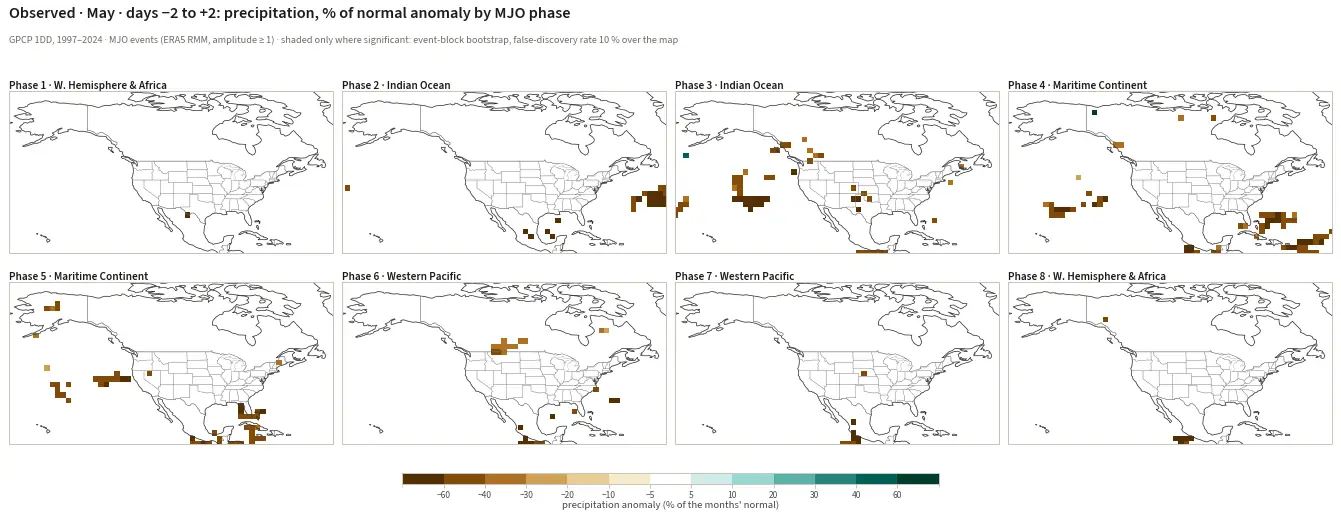 Observed · May · days −2 to +2: precipitation, % of normal anomaly by MJO phase
GPCP 1DD, 1997–2024 · MJO events (ERA5 RMM, amplitude ≥ 1) · shaded only where significant: event-block bootstrap, false-discovery rate 10 % over the map
Phase 1 · W. Hemisphere & Africa
Phase 2 · Indian Ocean
Phase 3 · Indian Ocean
Phase 4 · Maritime Continent
Phase 5 · Maritime Continent
Phase 6 · Western Pacific
Phase 7 · Western Pacific
Phase 8 · W. Hemisphere & Africa
−60 −40 −30 −20 −10 −5 5 10 20 30 40 60
precipitation anomaly (% of the months' normal)